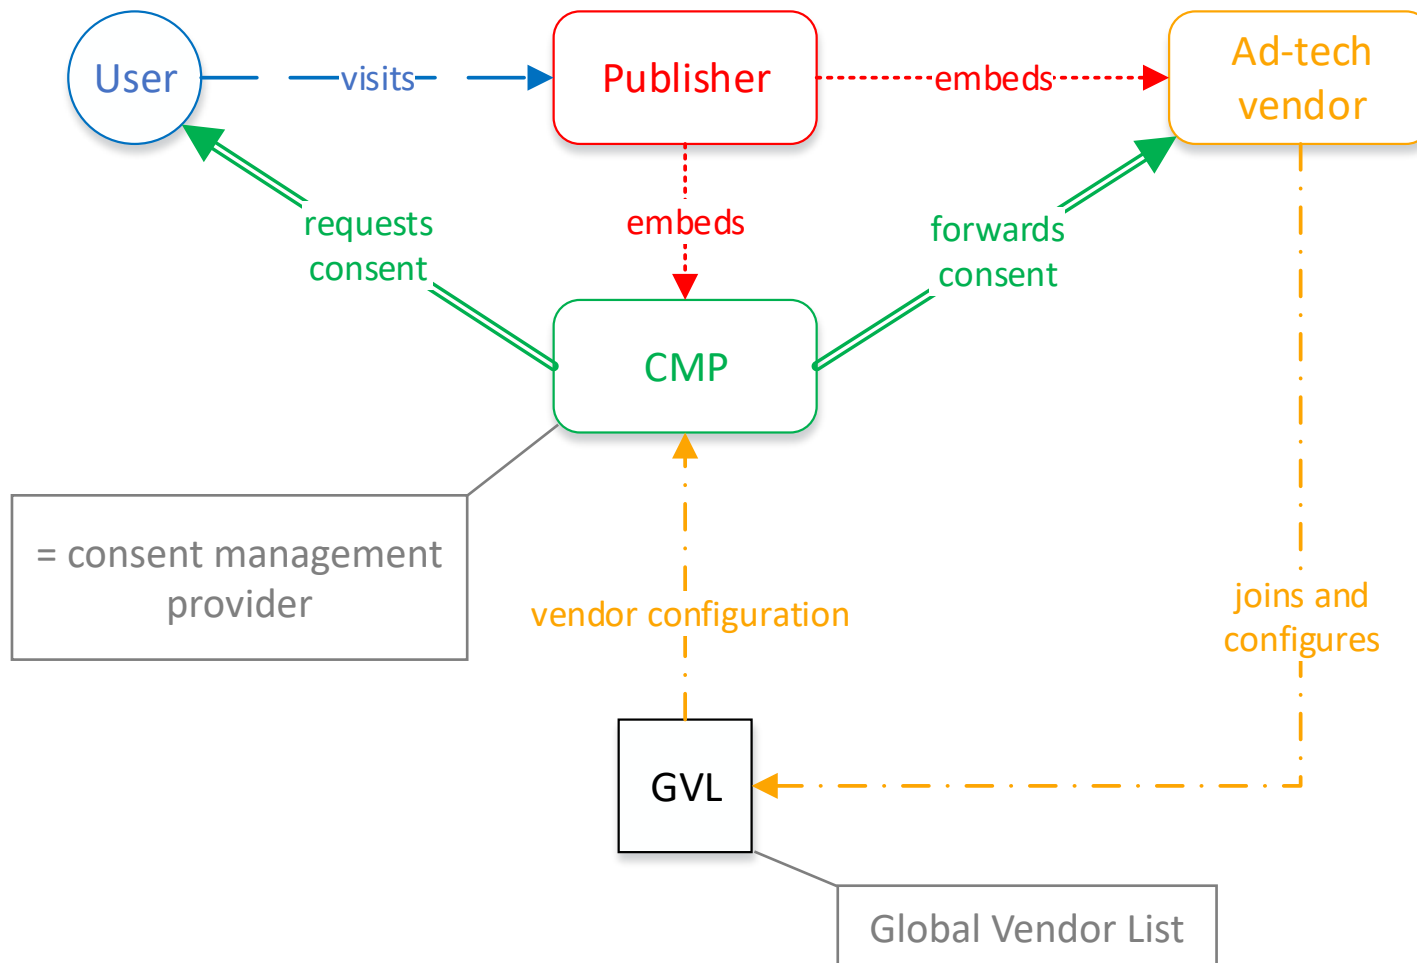 User
visits
Publisher
embeds
Ad-tech
vendor
requests
consent
embeds
forwards
consent
CMP
= consent management
provider
vendor configuration
joins and
configures
GVL
Global Vendor List